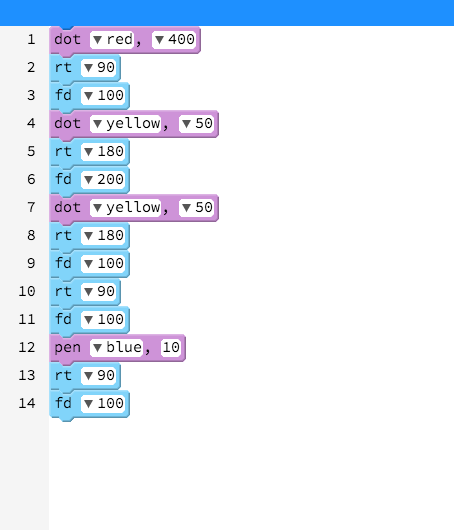 1 dot red, 400
2 rt 90
3 fd 100
4 dot yellow, 50
5 rt 180
6 fd 200
7 dot yellow, 50
8 rt 180
9 fd 100
10 rt 90
11 fd 100
12 pen blue, 10
13 rt 90
14 fd 100